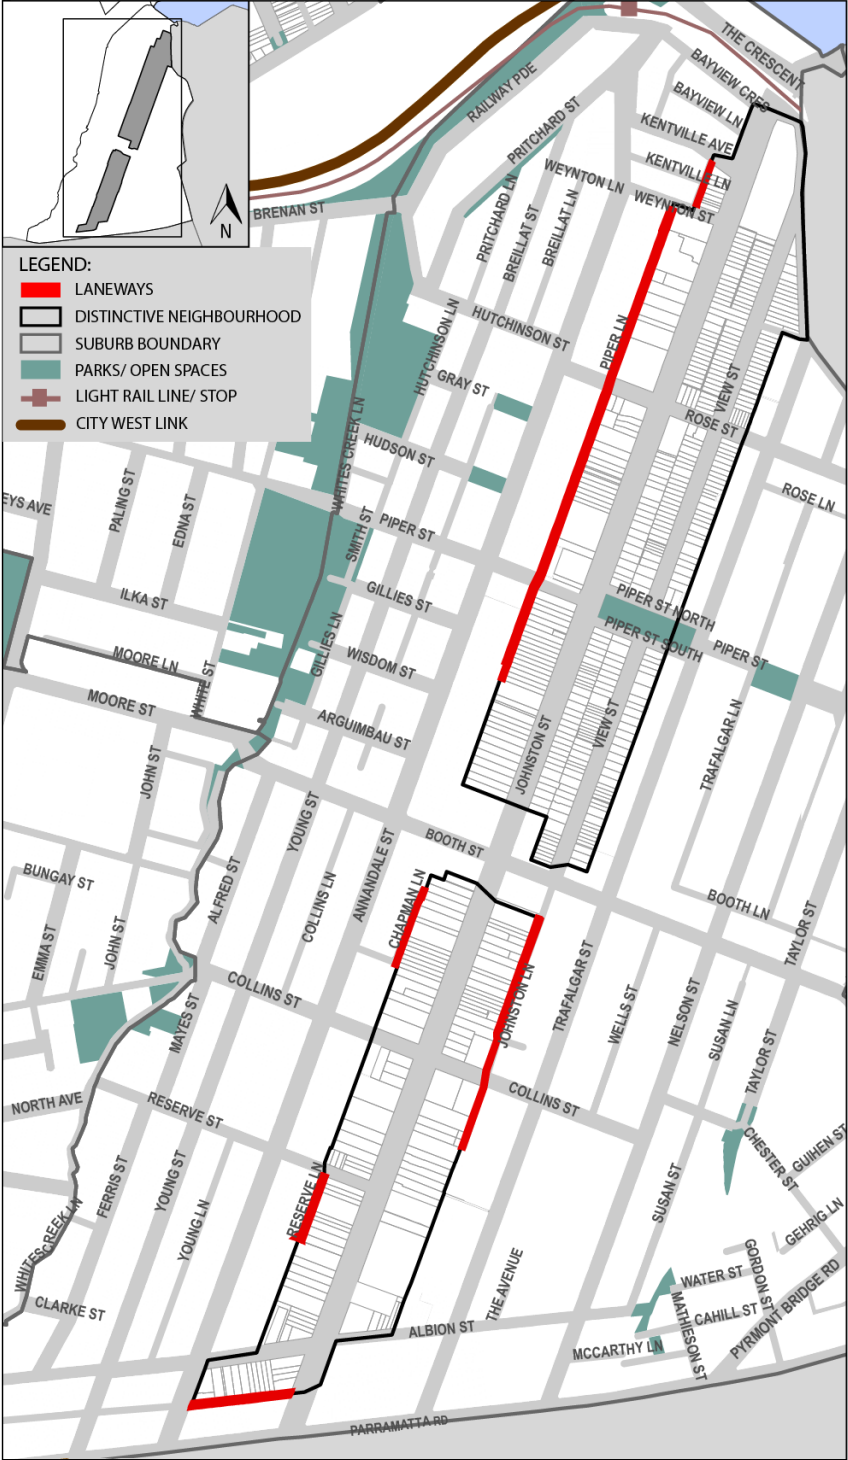 N
LEGEND:
LANEWAYS
DISTINCTIVE NEIGHBOURHOOD
SUBURB BOUNDARY
PARKS/ OPEN SPACES
LIGHT RAIL LINE/ STOP
CITY WEST LINK
THE CRESCENT
BAYVIEW CRES
BAYVIEW LN
RAILWAY PDE
PRITCHARD ST
KENTVILLE AVE
KENTVILLE LN
WEYNTON LN
WEYNTON ST
BRENAN ST
PRITCHARD LN
BREILLAT ST
BREILLAT LN
HUTCHINSON ST
HUTCHINSON LN
PIPER LN
GRAY ST
VIEW ST
ROSE ST
HUDSON ST
WHITES CREEK LN
ROSE LN
EYS AVE
PALING ST
EDNA ST
SMITH ST
PIPER ST
ILKA ST
GILLIES ST
PIPER ST NORTH
PIPER ST SOUTH
PIPER ST
GILLIES LN
MOORE LN
WISDOM ST
WHITE ST
MOORE ST
ARGUIMBAU ST
VIEW ST
JOHNSTON ST
TRAFALGAR LN
JOHN ST
YOUNG ST
BOOTH ST
ANNANDALE ST
BUNGAY ST
ALFRED ST
COLLINS LN
CHAPMAN LN
BOOTH LN
TAYLOR ST
EMMA ST
JOHN ST
COLLINS ST
JOHNSTON LN
TRAFALGAR ST
WELLS ST
NELSON ST
SUSAN LN
MAYES ST
TAYLOR ST
NORTH AVE
RESERVE ST
COLLINS ST
CHESTER ST
GUIHEN ST
FERRIS ST
YOUNG ST
RESERVE LN
SUSAN ST
WHITES CREEK LN
YOUNG LN
GEHRIG LN
THE AVENUE
WATER ST
GORDON ST
CLARKE ST
CAHILL ST
PYRMONT BRIDGE RD
ALBION ST
MATHIESON ST
MCCARTHY LN
PARRAMATTA RD